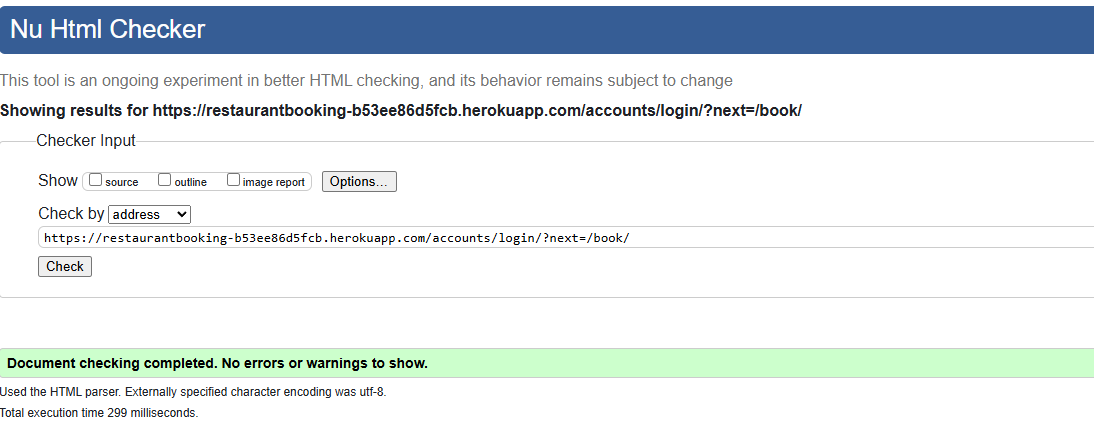 Nu Html Checker
This tool is an ongoing experiment in better HTML checking, and its behavior remains subject to change
Showing results for https://restaurantbooking-b53ee86d5fcb.herokuapp.com/accounts/login/?next=/book/
Checker Input
Show source outline image report Options...
Check by address
https://restaurantbooking-b53ee86d5fcb.herokuapp.com/accounts/login/?next=/book/
Check
Document checking completed. No errors or warnings to show.
Used the HTML parser. Externally specified character encoding was utf-8.
Total execution time 299 milliseconds.